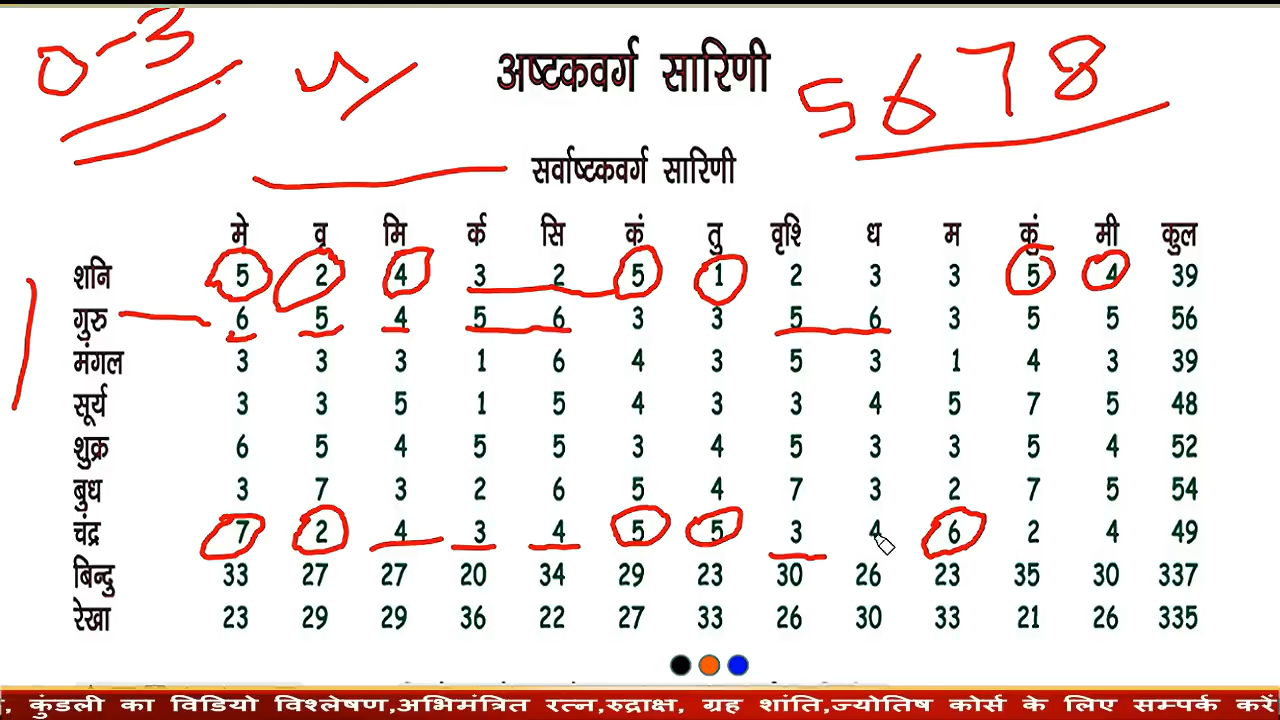 0-3 4 5 6 7 8
अष्टकवर्ग सारिणी
सर्वाष्टकवर्ग सारिणी
मे वृ मि र्क सि कं तु वृशि ध म कुं मी कुल
शनि 5 2 4 3 2 5 1 2 3 3 5 4 39
गुरु 6 5 4 5 6 3 3 5 6 3 5 5 56
मंगल 3 3 3 1 6 4 3 5 3 1 4 3 39
सूर्य 3 3 5 1 5 4 3 3 4 5 7 5 48
शुक्र 6 5 4 5 5 3 4 5 3 3 5 4 52
बुध 3 7 3 2 6 5 4 7 3 2 7 5 54
चंद्र 7 2 4 3 4 5 5 3 4 6 2 4 49
बिन्दु 33 27 27 20 34 29 23 30 26 23 35 30 337
रेखा 23 29 29 36 22 27 33 26 30 33 21 26 335
, कुंडली का विडियो विश्लेषण,अभिमंत्रित रत्न,रुद्राक्ष, ग्रह शांति,ज्योतिष कोर्स के लिए सम्पर्क करें